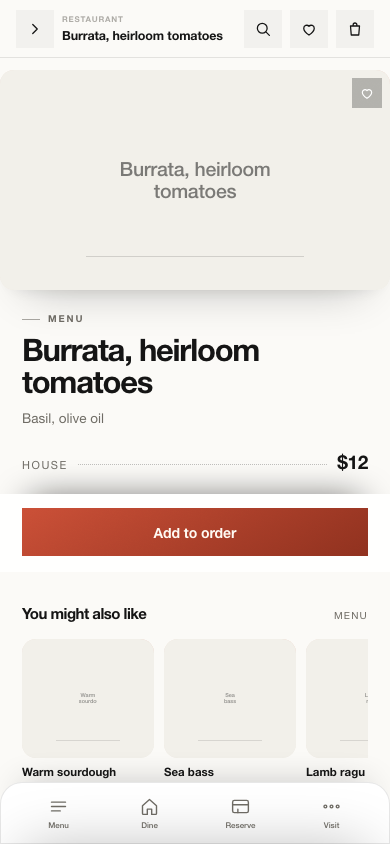 RESTAURANT
Burrata, heirloom tomatoes
Burrata, heirloom
tomatoes
MENU
Burrata, heirloom
tomatoes
Basil, olive oil
HOUSE $12
Add to order
You might also like MENU
Warm
sourdo
Sea
bass
Warm sourdough Sea bass Lamb ragu
Menu Dine Reserve Visit